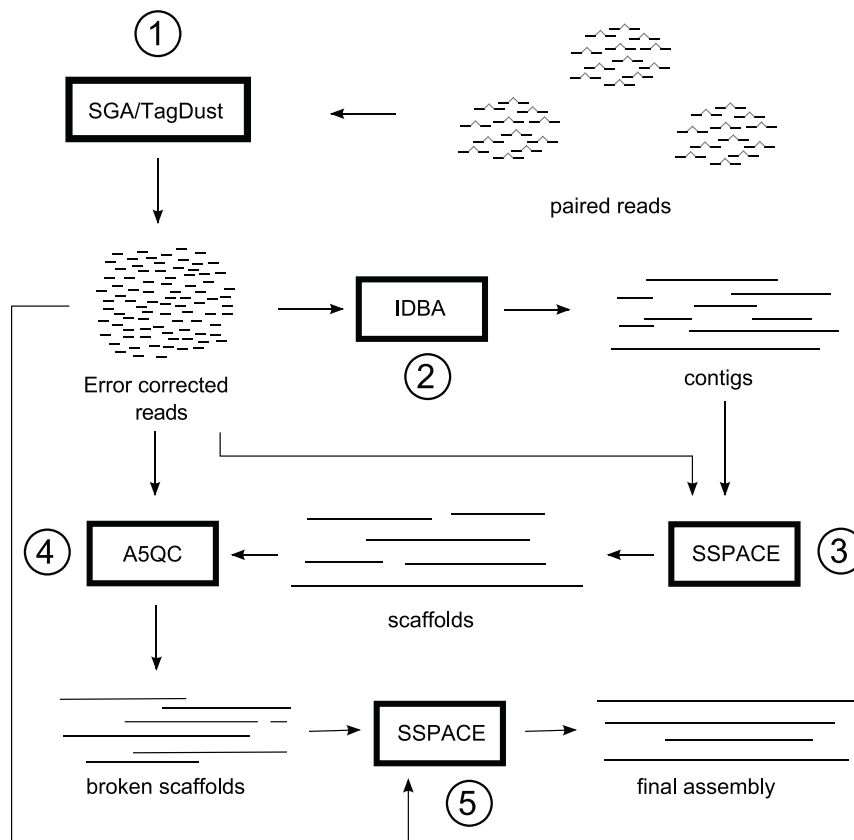 1
SGA/TagDust
paired reads
IDBA
2
Error corrected
reads
contigs
4
A5QC
SSPACE
3
scaffolds
broken scaffolds
SSPACE
5
final assembly